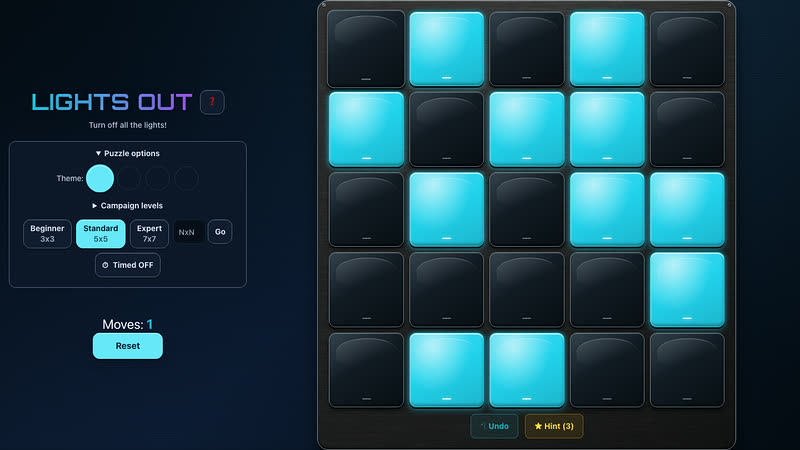 LIGHTS OUT ❓
Turn off all the lights!
▼ Puzzle options
Theme:
▶ Campaign levels
Beginner
3x3
Standard
5x5
Expert
7x7
NxN
Go
⏱ Timed OFF
Moves: 1
Reset
Undo
⭐ Hint (3)